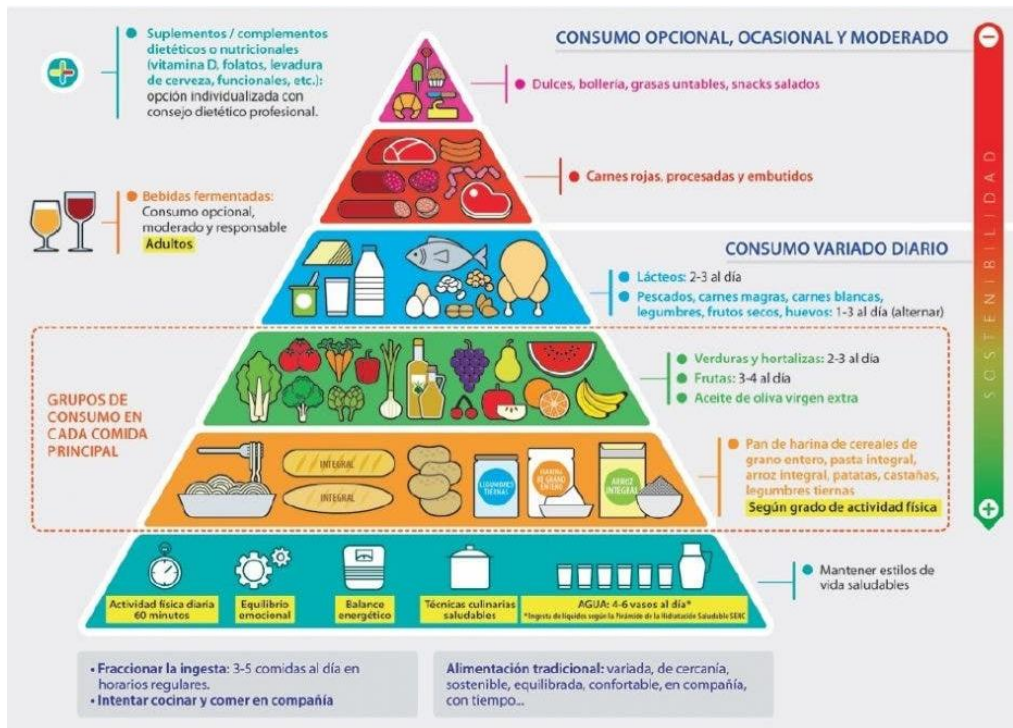 Suplementos / complementos
dietéticos o nutricionales
(vitamina D, folatos, levadura
de cerveza, funcionales, etc.):
opción individualizada con
consejo dietético profesional.
CONSUMO OPCIONAL, OCASIONAL Y MODERADO
Dulces, bollería, grasas untables, snacks salados
Carnes rojas, procesadas y embutidos
Bebidas fermentadas:
Consumo opcional,
moderado y responsable
Adultos
CONSUMO VARIADO DIARIO
Lácteos: 2-3 al día
Pescados, carnes magras, carnes blancas,
legumbres, frutos secos, huevos: 1-3 al día (alternar)
SOSTENIBILIDAD
GRUPOS DE
CONSUMO EN
CADA COMIDA
PRINCIPAL
Verduras y hortalizas: 2-3 al día
Frutas: 3-4 al día
Aceite de oliva virgen extra
INTEGRAL
INTEGRAL
LEGUMBRES
TIERNAS
HARINA
DE GRANO
ENTERO
ARROZ
INTEGRAL
Pan de harina de cereales de
grano entero, pasta integral,
arroz integral, patatas, castañas,
legumbres tiernas
Según grado de actividad física
Actividad física diaria
60 minutos
Equilibrio
emocional
Balance
energético
Técnicas culinarias
saludables
AGUA: 4-6 vasos al día*
*Ingesta de líquidos según la Pirámide de la Hidratación Saludable SENC
Mantener estilos de
vida saludables
• Fraccionar la ingesta: 3-5 comidas al día en
horarios regulares.
• Intentar cocinar y comer en compañía
Alimentación tradicional: variada, de cercanía,
sostenible, equilibrada, confortable, en compañía,
con tiempo...